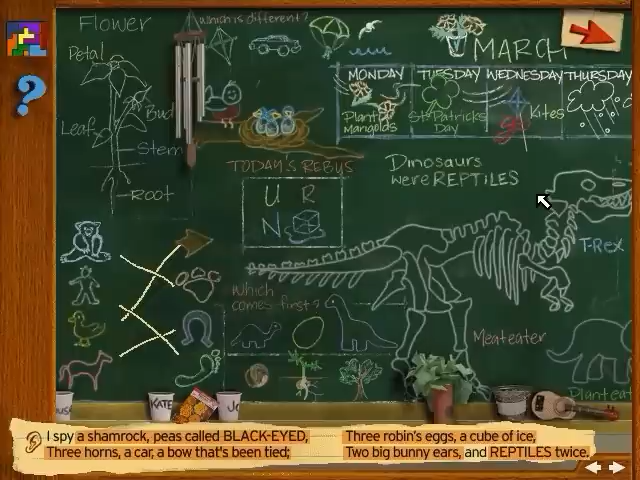 Flower
which is different?
MARCH
Petal
MONDAY
TUESDAY
WEDNESDAY
THURSDAY
Bud
Plant
Marigolds
St. Patricks
Day
Kites
Leaf
Stem
Root
TODAY'S REBUS
U R
N
Dinosaurs
were REPTILES
T-Rex
Which
comes first?
Meateater
Planteat
KATE
I spy a shamrock, peas called BLACK-EYED,
Three horns, a car, a bow that's been tied;
Three robin's eggs, a cube of ice,
Two big bunny ears, and REPTILES twice.